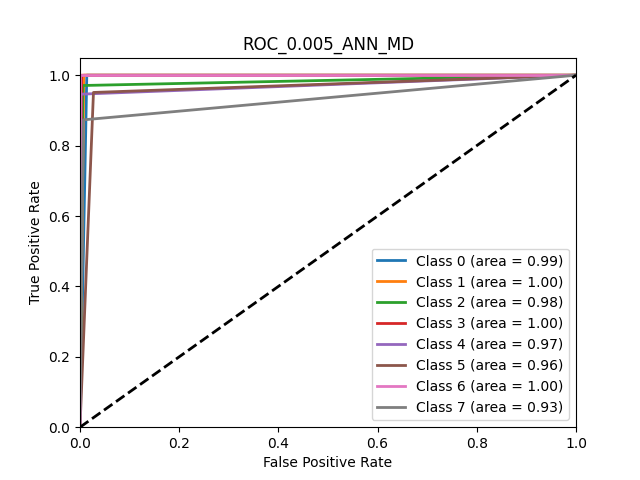 ROC_0.005_ANN_MD
True Positive Rate
1.0
0.8
0.6
0.4
0.2
0.0
Class 0 (area = 0.99)
Class 1 (area = 1.00)
Class 2 (area = 0.98)
Class 3 (area = 1.00)
Class 4 (area = 0.97)
Class 5 (area = 0.96)
Class 6 (area = 1.00)
Class 7 (area = 0.93)
0.0 0.2 0.4 0.6 0.8 1.0
False Positive Rate